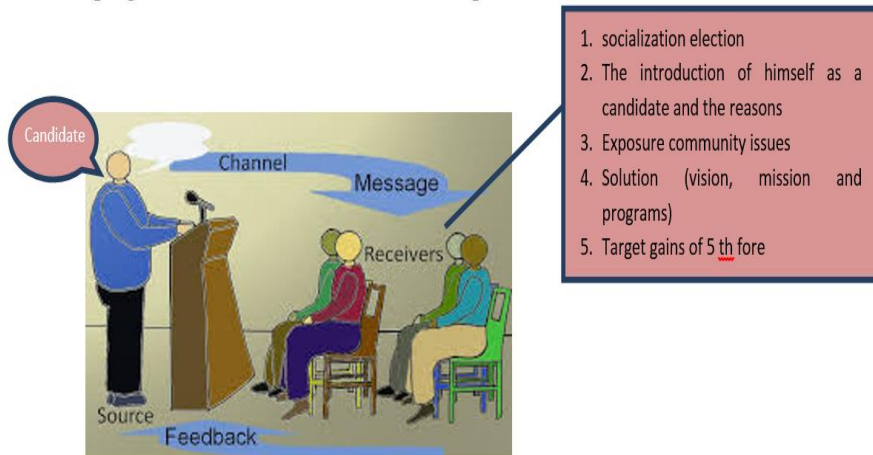 Candidate
Channel
Message
Receivers
Source
Feedback
1. socialization election
2. The introduction of himself as a
candidate and the reasons
3. Exposure community issues
4. Solution (vision, mission and
programs)
5. Target gains of 5 th fore